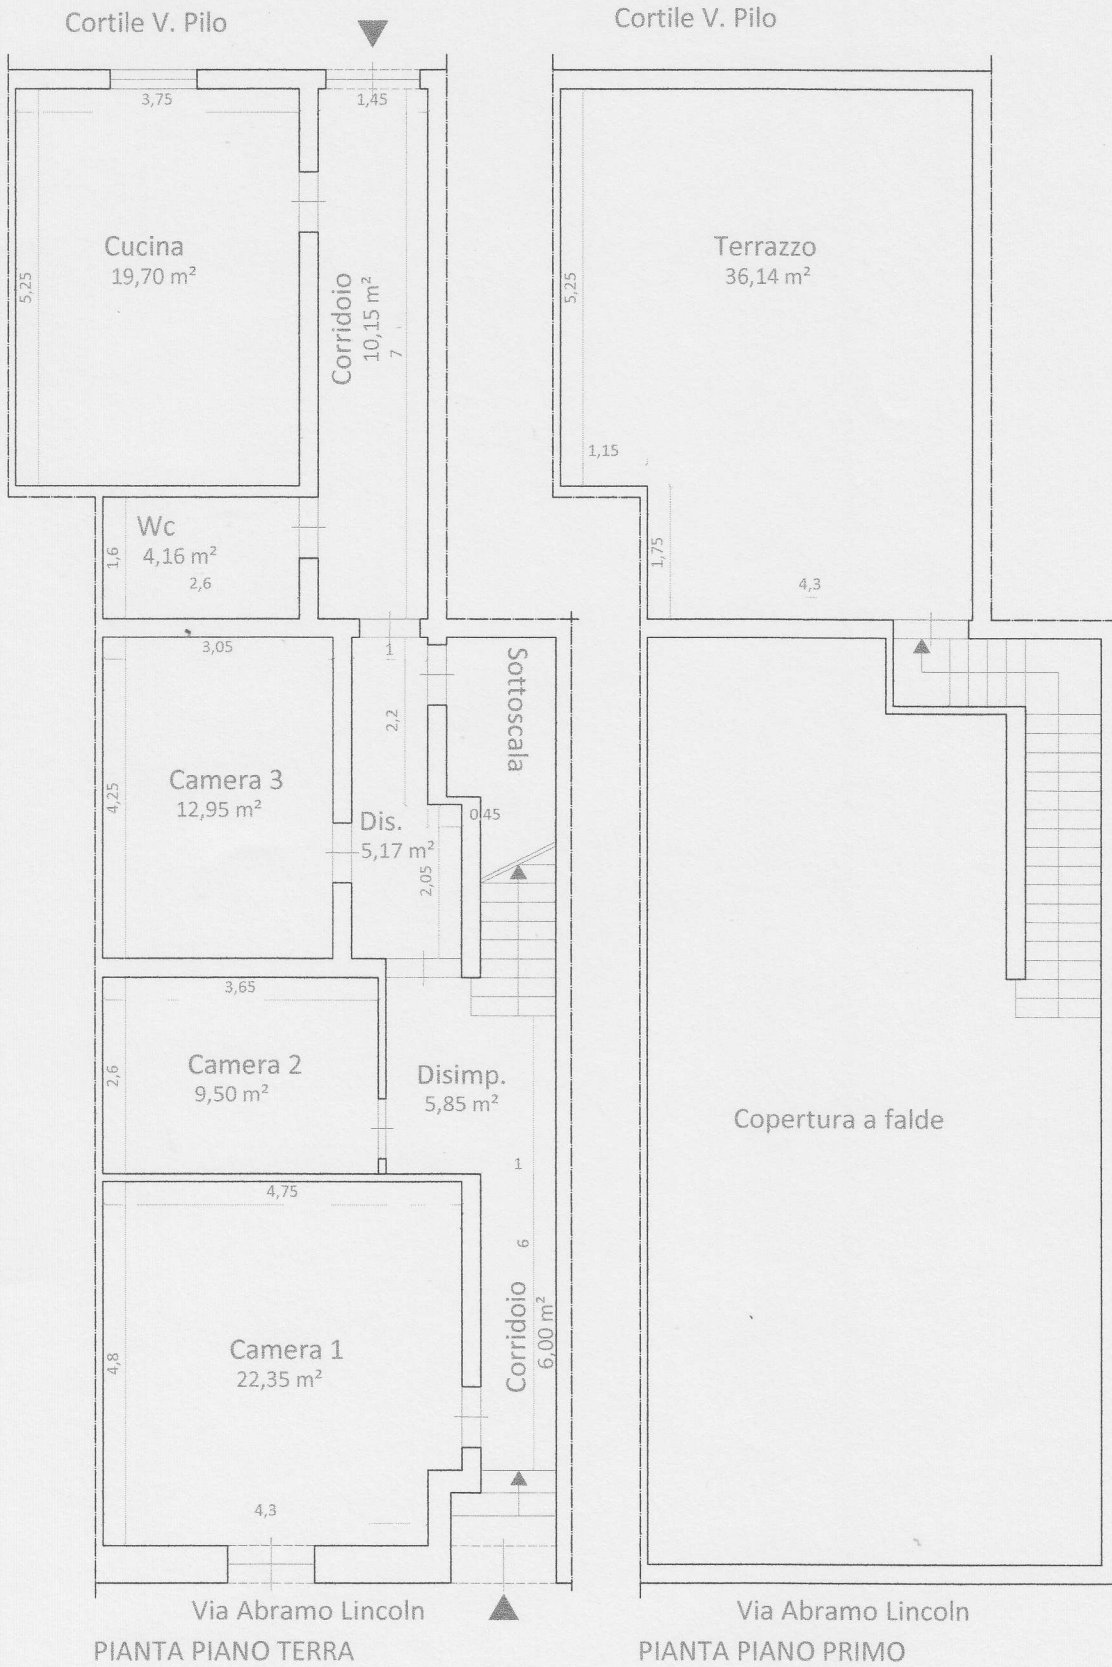 Cortile V. Pilo
3,75
1,45
Cucina
19,70 m²
5,25
Corridoio
10,15 m²
7
Wc
4,16 m²
1,6
2,6
3,05
1
Sottoscala
2,2
Camera 3
12,95 m²
4,25
Dis.
5,17 m²
0,45
2,05
3,65
Camera 2
9,50 m²
2,6
Disimp.
5,85 m²
1
4,75
6
Corridoio
6,00 m²
Camera 1
22,35 m²
4,8
4,3
Via Abramo Lincoln
PIANTA PIANO TERRA
Cortile V. Pilo
Terrazzo
36,14 m²
5,25
1,15
1,75
4,3
Copertura a falde
Via Abramo Lincoln
PIANTA PIANO PRIMO